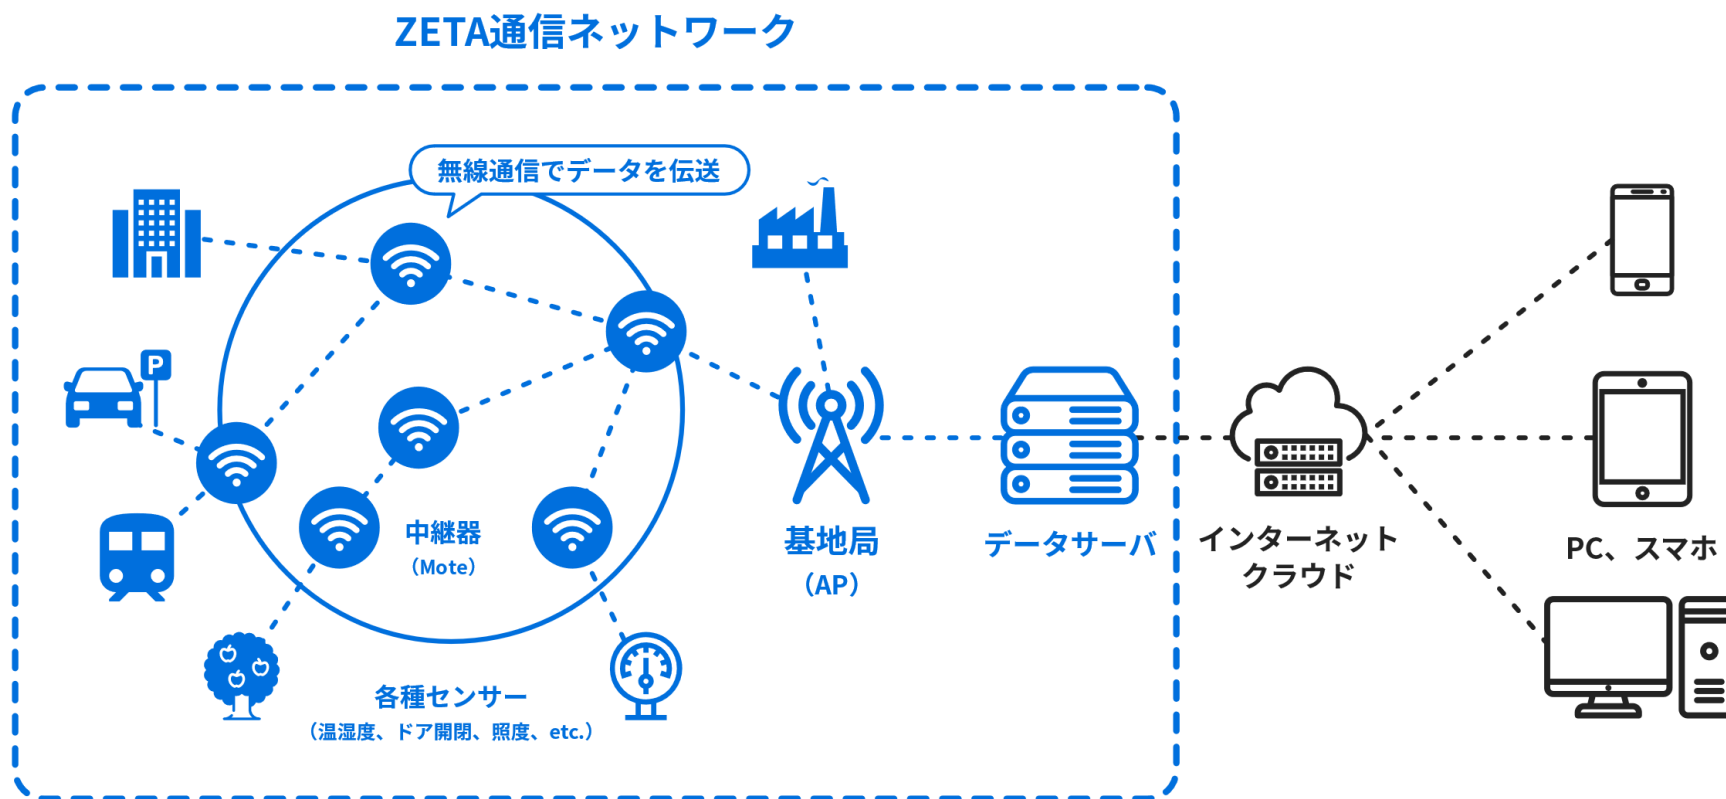 ZETA通信ネットワーク
無線通信でデータを伝送
P
中継器
（Mote）
基地局
（AP）
データサーバ
インターネット
クラウド
PC、スマホ
各種センサー
（温湿度、ドア開閉、照度、etc.）